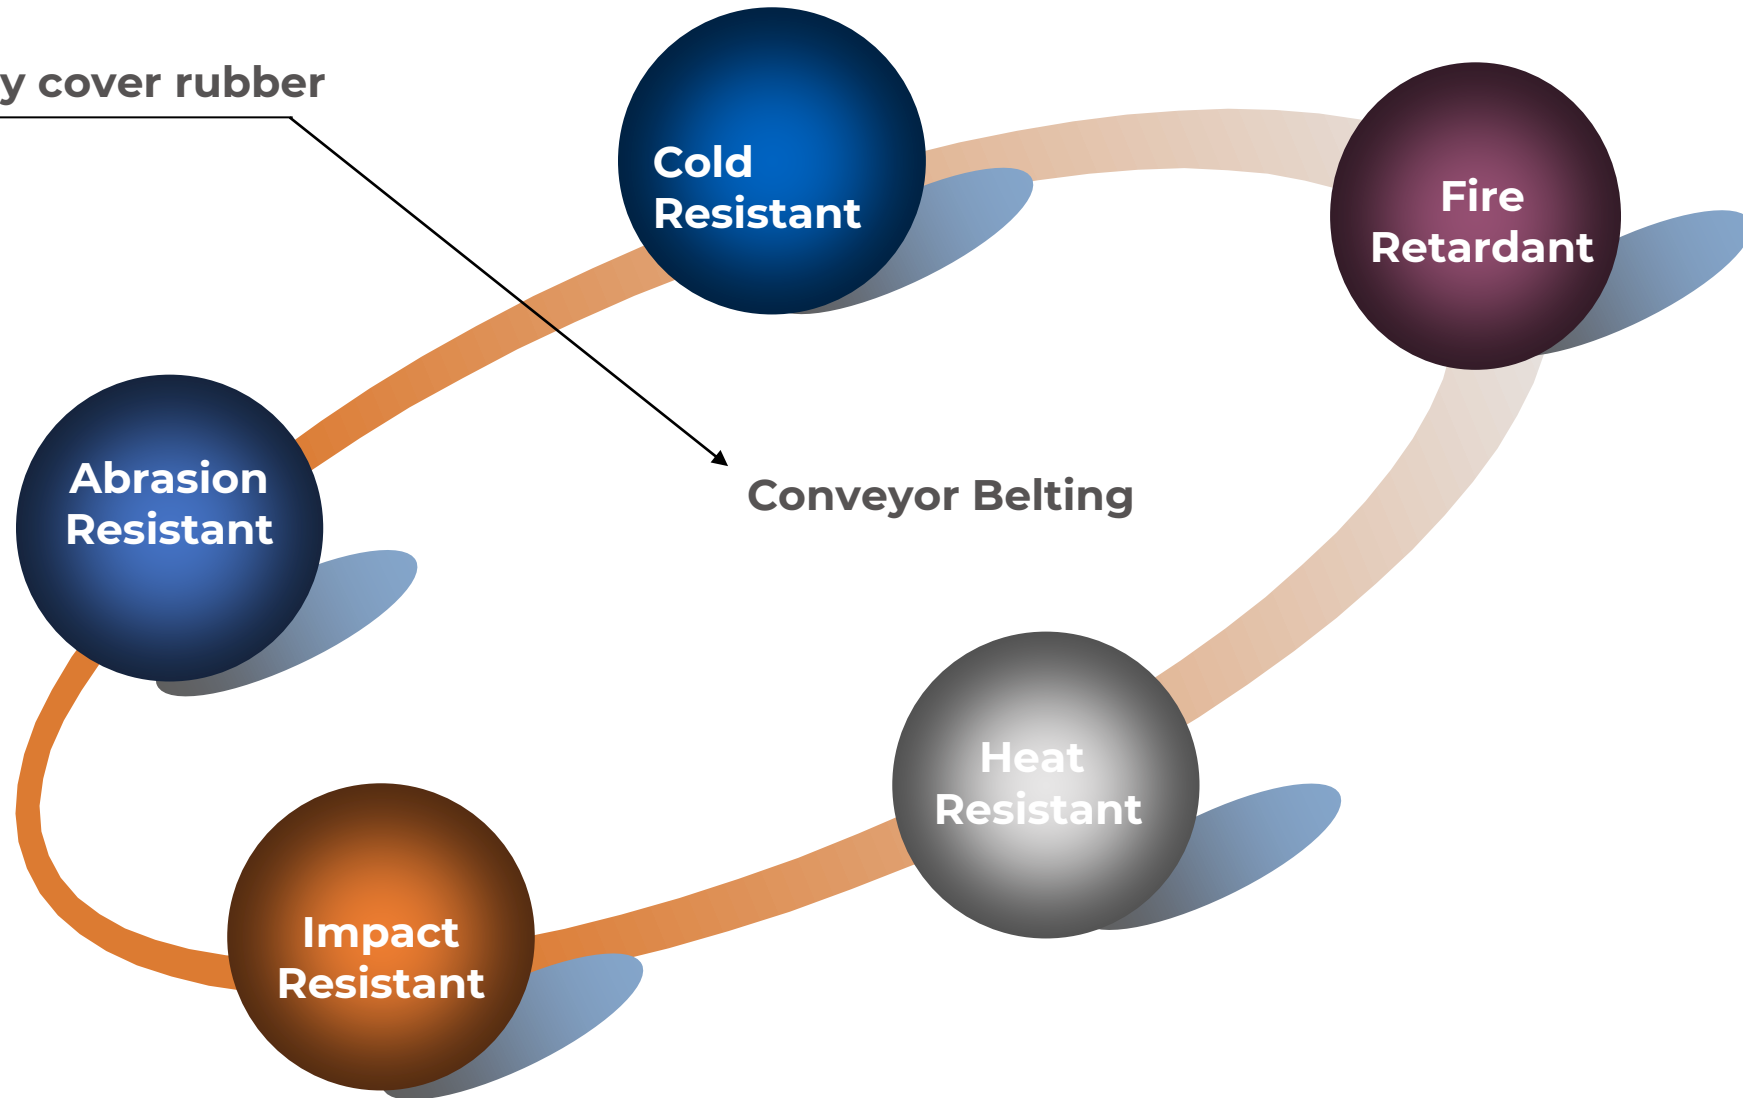 y cover rubber
Cold
Resistant
Fire
Retardant
Abrasion
Resistant
Conveyor Belting
Heat
Resistant
Impact
Resistant